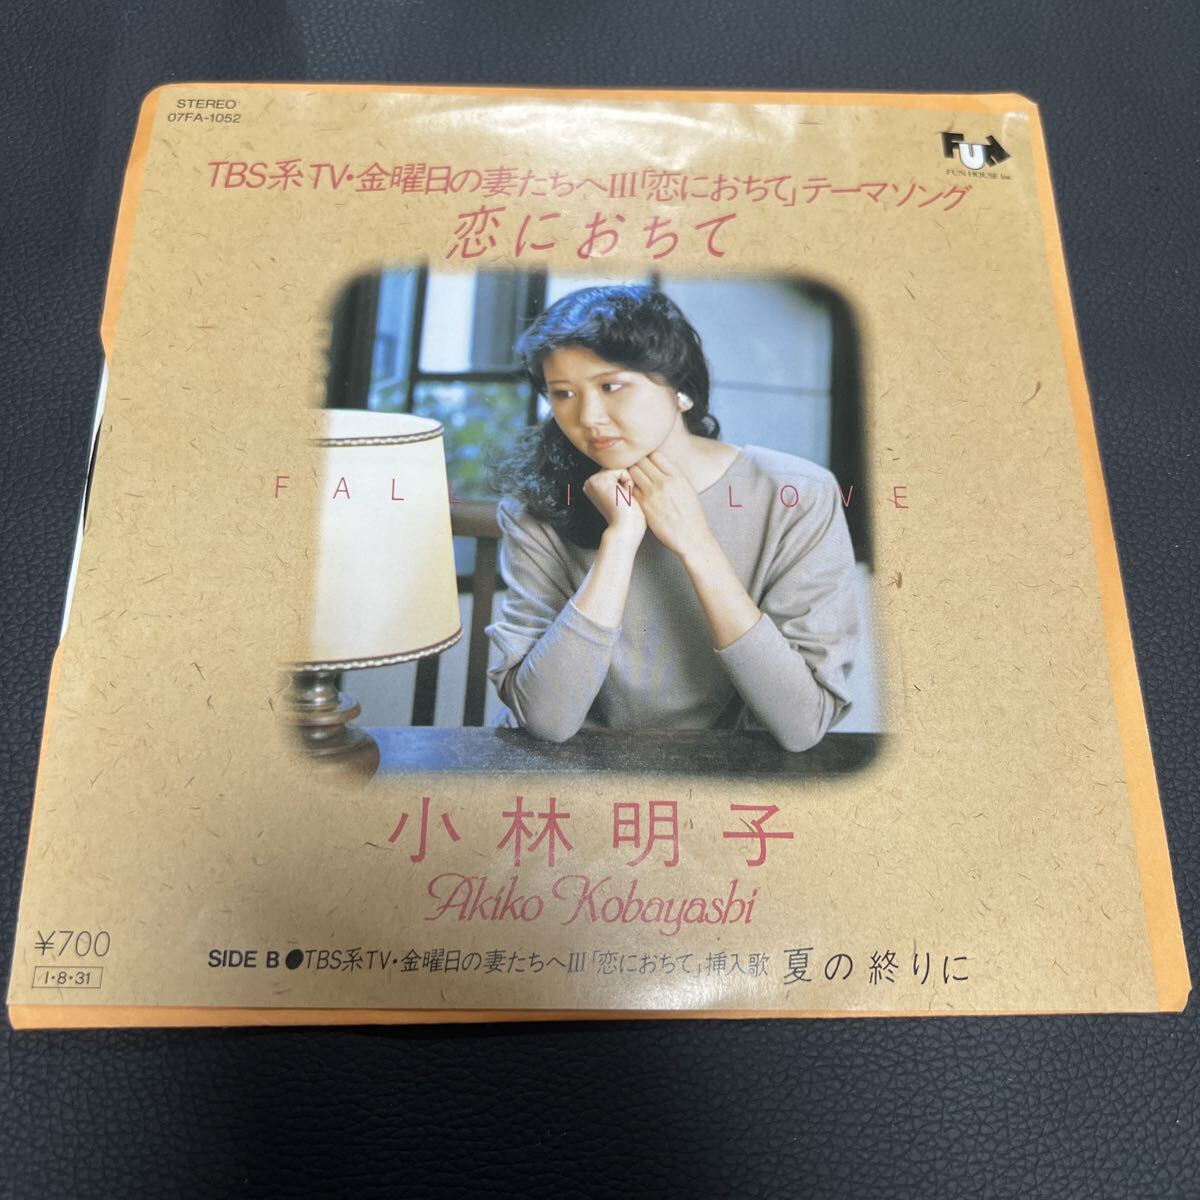 STEREO
07FA-1052
FUN
FUN HOUSE Inc.
TBS系TV・金曜日の妻たちへIII「恋におちて」テーマソング
恋におちて
FALL IN LOVE
小林明子
Akiko Kobayashi
¥700
1・8・31
SIDE B●TBS系TV・金曜日の妻たちへIII「恋におちて」挿入歌 夏の終りに